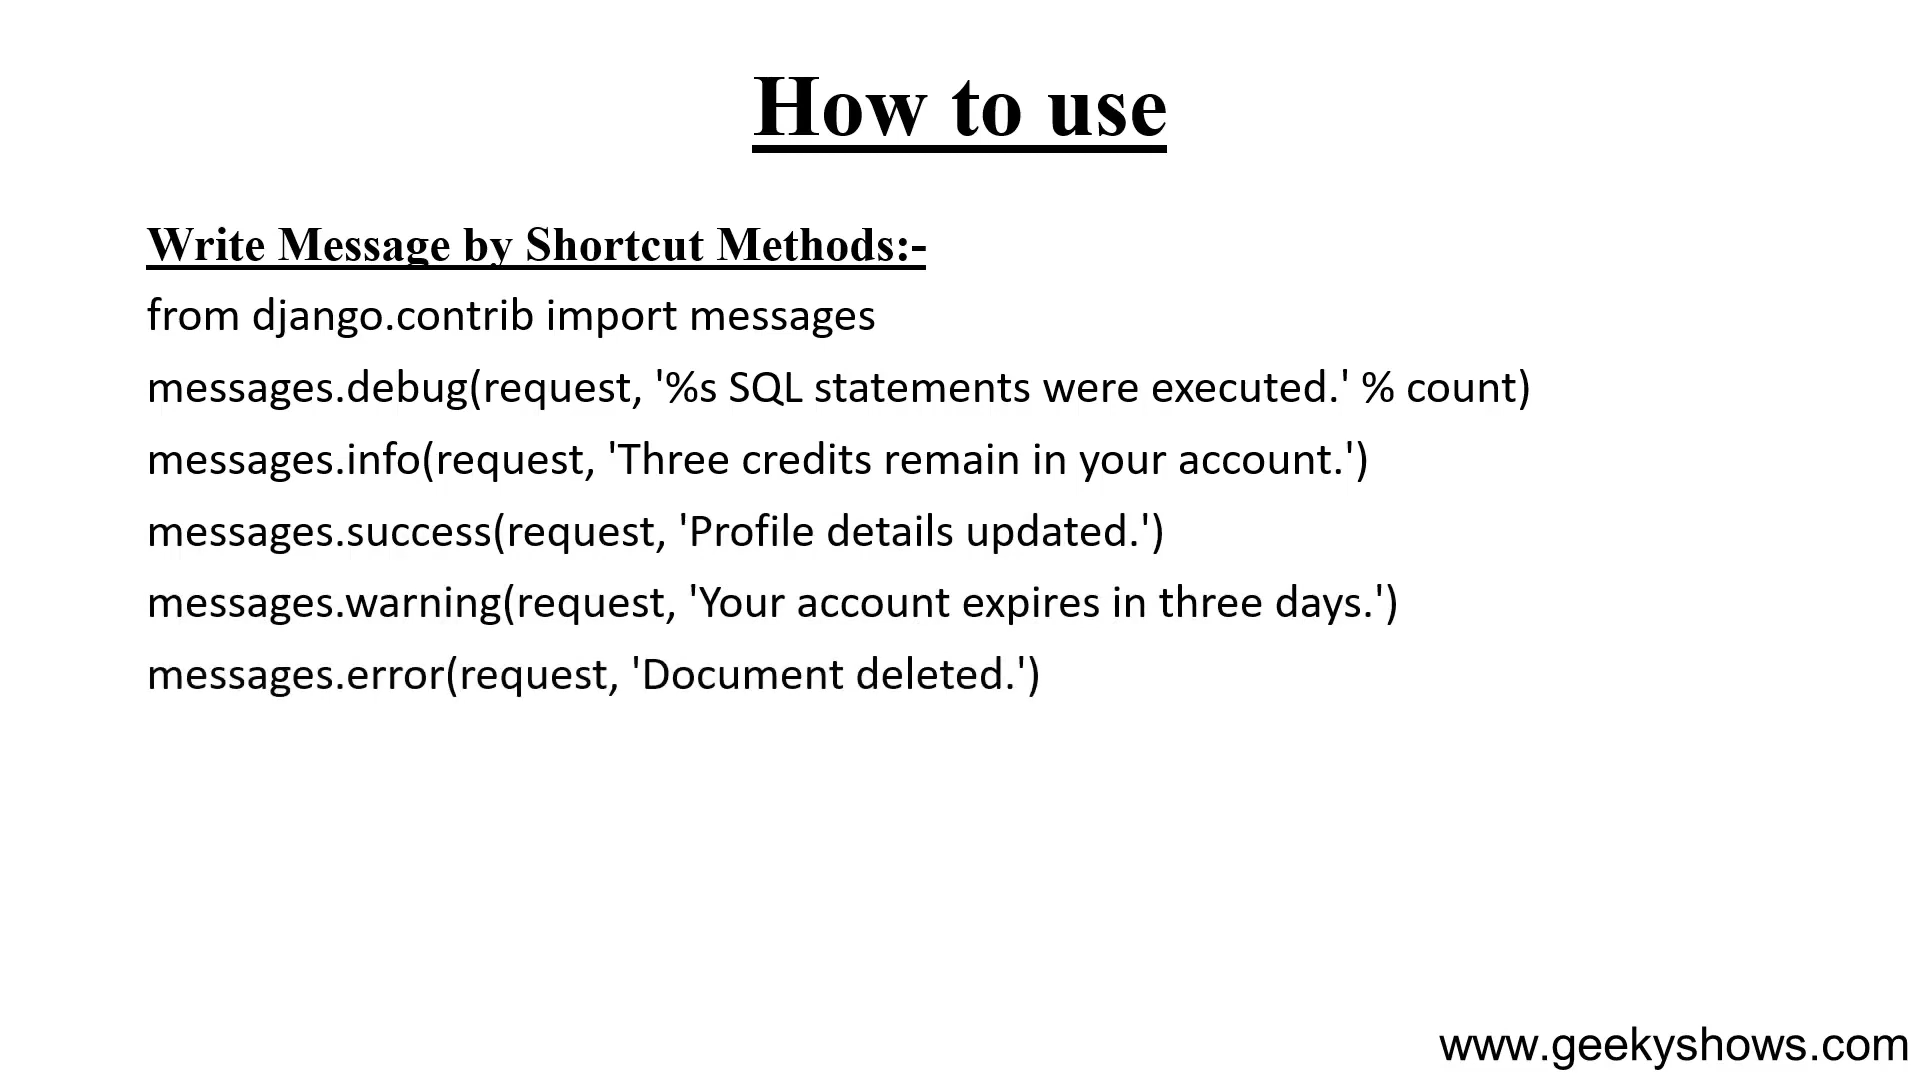 How to use
Write Message by Shortcut Methods:-
from django.contrib import messages
messages.debug(request, '%s SQL statements were executed.' % count)
messages.info(request, 'Three credits remain in your account.')
messages.success(request, 'Profile details updated.')
messages.warning(request, 'Your account expires in three days.')
messages.error(request, 'Document deleted.')
www.geekyshows.com